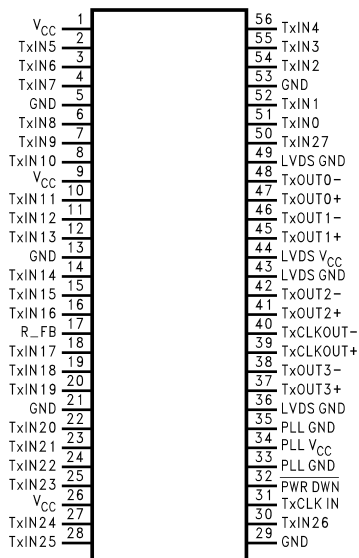 VCC 1
TxIN5 2
TxIN6 3
TxIN7 4
GND 5
TxIN8 6
TxIN9 7
TxIN10 8
VCC 9
TxIN11 10
TxIN12 11
TxIN13 12
GND 13
TxIN14 14
TxIN15 15
TxIN16 16
R_FB 17
TxIN17 18
TxIN18 19
TxIN19 20
GND 21
TxIN20 22
TxIN21 23
TxIN22 24
TxIN23 25
VCC 26
TxIN24 27
TxIN25 28
56 TxIN4
55 TxIN3
54 TxIN2
53 GND
52 TxIN1
51 TxIN0
50 TxIN27
49 LVDS GND
48 TxOUT0-
47 TxOUT0+
46 TxOUT1-
45 TxOUT1+
44 LVDS VCC
43 LVDS GND
42 TxOUT2-
41 TxOUT2+
40 TxCLKOUT-
39 TxCLKOUT+
38 TxOUT3-
37 TxOUT3+
36 LVDS GND
35 PLL GND
34 PLL VCC
33 PLL GND
32 PWR DWN
31 TxCLK IN
30 TxIN26
29 GND